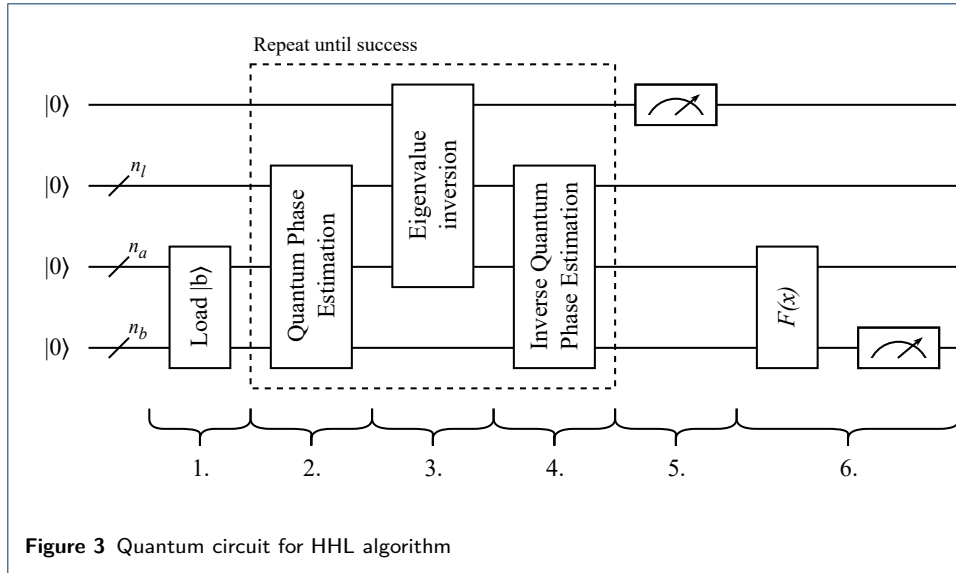 Repeat until success
|0⟩
|0⟩
n_l
|0⟩
n_a
|0⟩
n_b
Load |b⟩
Quantum Phase
Estimation
Eigenvalue
inversion
Inverse Quantum
Phase Estimation
F(x)
1.
2.
3.
4.
5.
6.
Figure 3 Quantum circuit for HHL algorithm